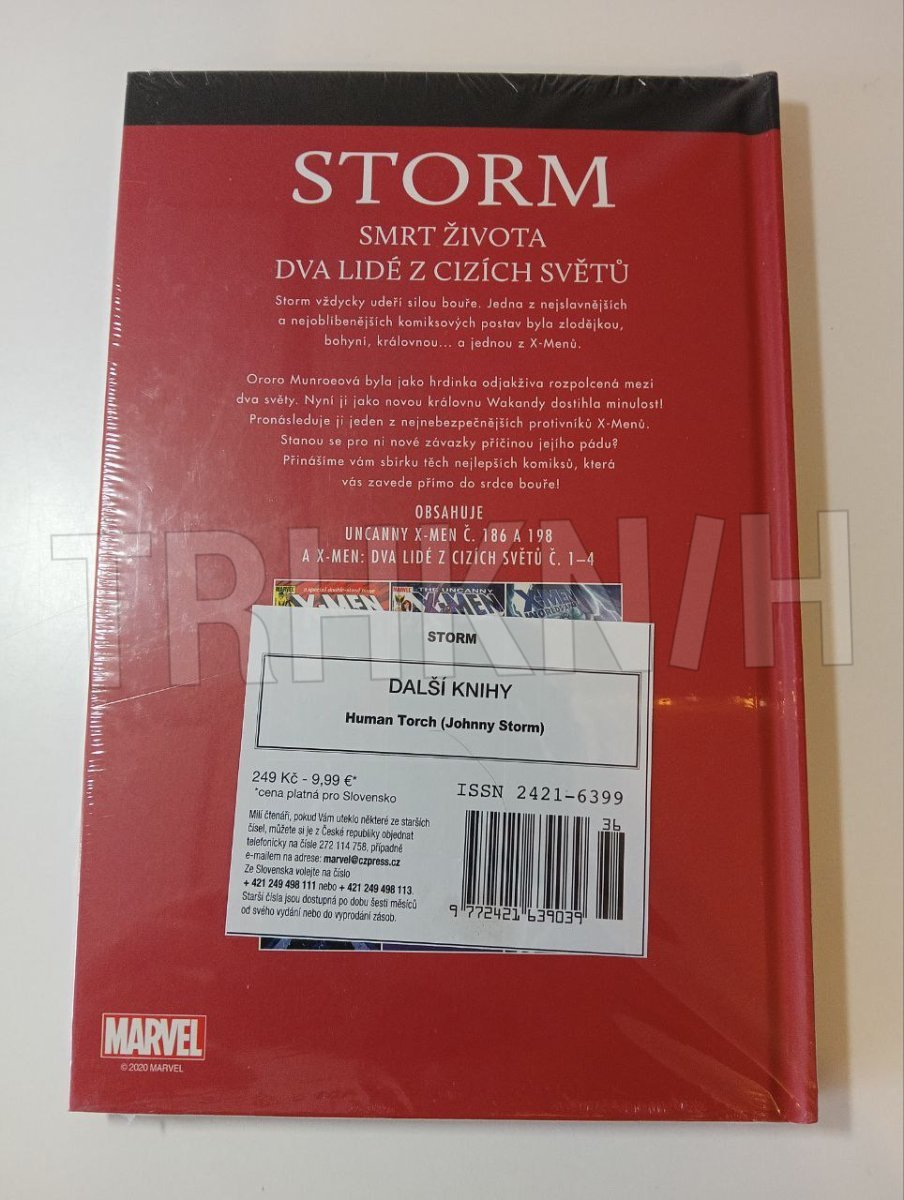 STORM
SMRT ŽIVOTA
DVA LIDÉ Z CIZÍCH SVĚTŮ
Storm vždycky udeří silou bouře. Jedna z nejslavnějších
a nejoblíbenějších komiksových postav byla zlodějkou,
bohyní, královnou... a jednou z X-Menů.
Ororo Munroeová byla jako hrdinka odjakživa rozpolcená mezi
dva světy. Nyní ji jako novou královnu Wakandy dostihla minulost!
Pronásleduje ji jeden z nejnebezpečnějších protivníků X-Menů.
Stanou se pro ni nové závazky příčinou jejího pádu?
Přinášíme vám sbírku těch nejlepších komiksů, která
vás zavede přímo do srdce bouře!
OBSAHUJE
UNCANNY X-MEN Č. 186 A 198
A X-MEN: DVA LIDÉ Z CIZÍCH SVĚTŮ Č. 1–4
TRHKNIH
MARVEL
X-MEN
THE UNCANNY
X-MEN
X-MEN
STORM
DALŠÍ KNIHY
Human Torch (Johnny Storm)
249 Kč - 9,99 €*
*cena platná pro Slovensko
Milí čtenáři, pokud Vám uteklo některé ze starších
čísel, můžete si je z České republiky objednat
telefonicky na čísle 272 114 758, případně
e-mailem na adrese: marvel@czpress.cz
Ze Slovenska volejte na číslo
+ 421 249 498 111 nebo + 421 249 498 113.
Starší čísla jsou dostupná po dobu šesti měsíců
od svého vydání nebo do vyprodání zásob.
ISSN 2421-6399
36
9 772421 639039
MARVEL
© 2020 MARVEL